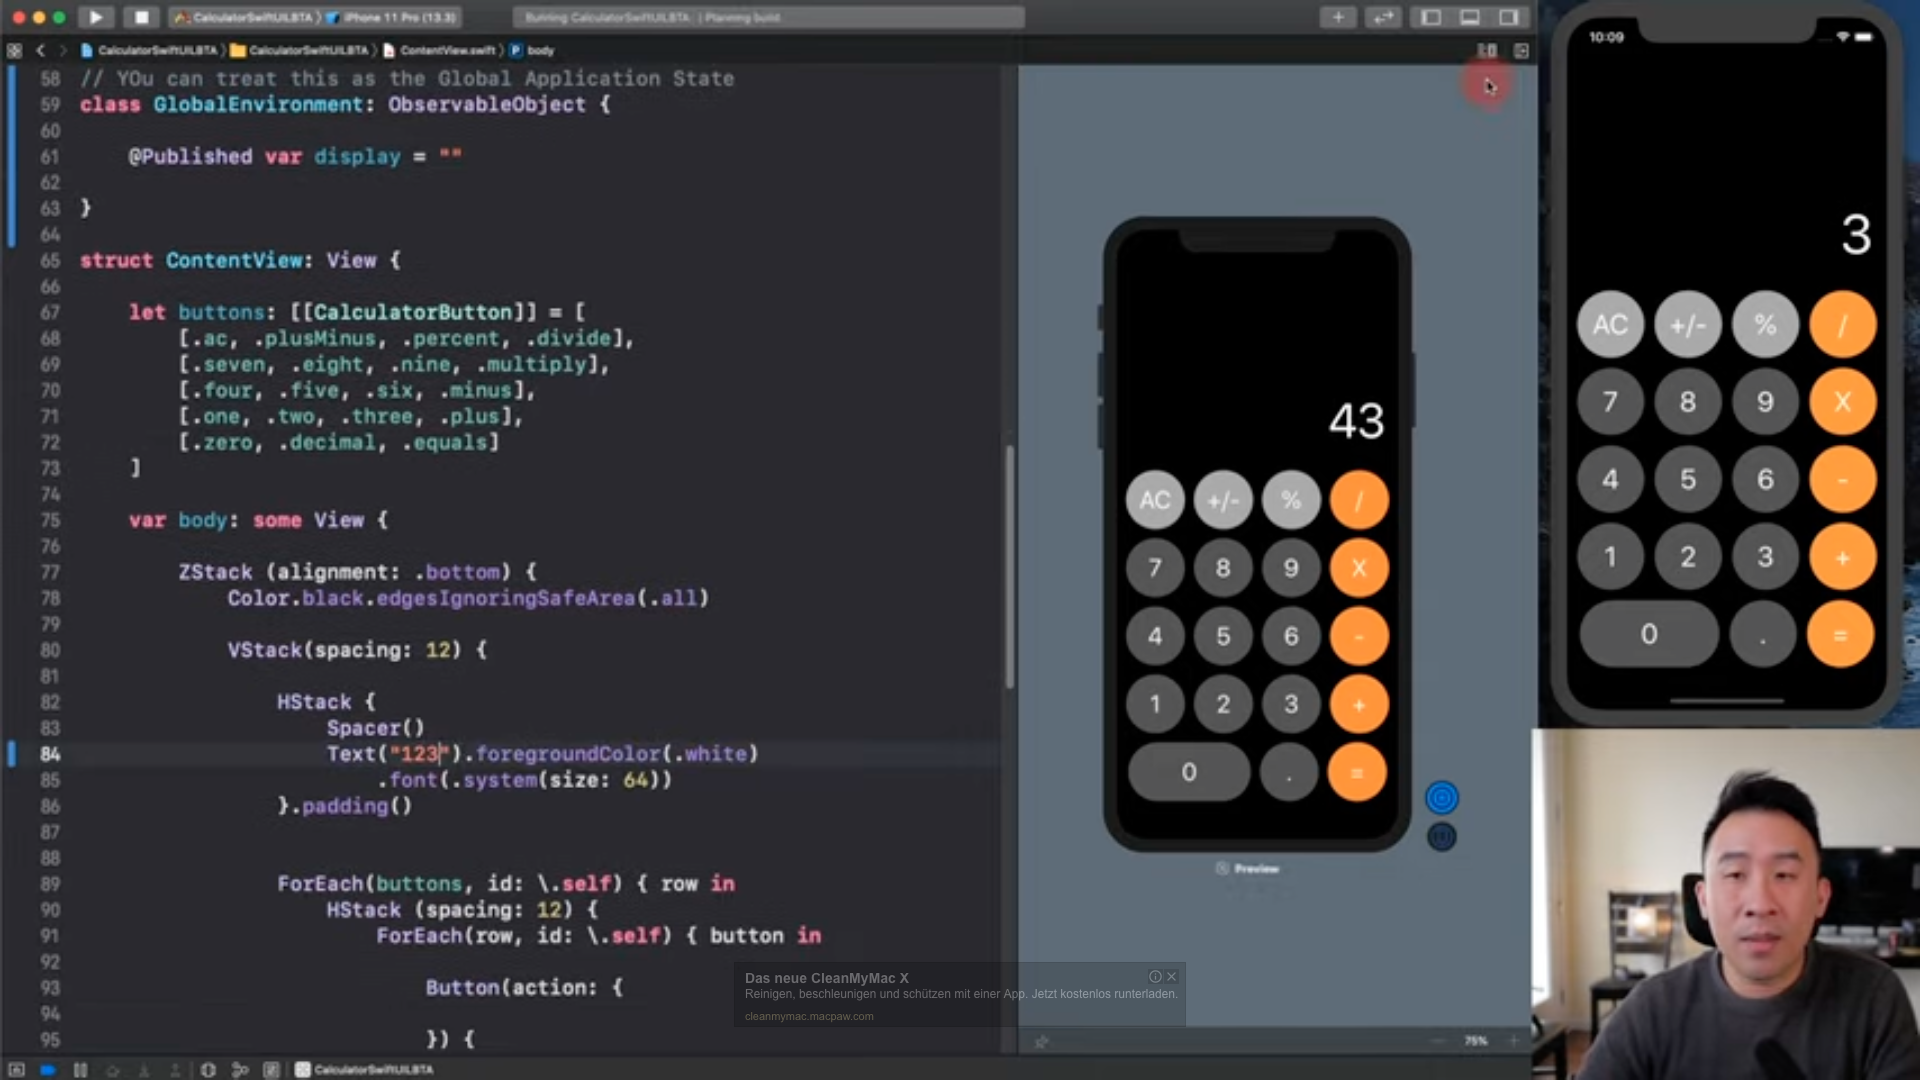 CalculatorSwiftUILBTA ⟩ iPhone 11 Pro (13.3)
Running CalculatorSwiftUILBTA | Planning build
CalculatorSwiftUILBTA ⟩ CalculatorSwiftUILBTA ⟩ ContentView.swift ⟩ P body
58 // YOu can treat this as the Global Application State
59 class GlobalEnvironment: ObservableObject {
60
61 @Published var display = ""
62
63 }
64
65 struct ContentView: View {
66
67 let buttons: [[CalculatorButton]] = [
68 [.ac, .plusMinus, .percent, .divide],
69 [.seven, .eight, .nine, .multiply],
70 [.four, .five, .six, .minus],
71 [.one, .two, .three, .plus],
72 [.zero, .decimal, .equals]
73 ]
74
75 var body: some View {
76
77 ZStack (alignment: .bottom) {
78 Color.black.edgesIgnoringSafeArea(.all)
79
80 VStack(spacing: 12) {
81
82 HStack {
83 Spacer()
84 Text("123").foregroundColor(.white)
85 .font(.system(size: 64))
86 }.padding()
87
88
89 ForEach(buttons, id: \.self) { row in
90 HStack (spacing: 12) {
91 ForEach(row, id: \.self) { button in
92
93 Button(action: {
94
95 }) {
CalculatorSwiftUILBTA
43
AC +/- % /
7 8 9 X
4 5 6 -
1 2 3 +
0 . =
Preview
75%
10:09
3
AC +/- % /
7 8 9 X
4 5 6 -
1 2 3 +
0 . =
Das neue CleanMyMac X
Reinigen, beschleunigen und schützen mit einer App. Jetzt kostenlos runterladen.
cleanmymac.macpaw.com